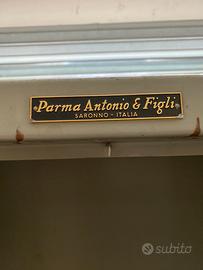 Parma Antonio & Figli
SARONNO - ITALIA
subito